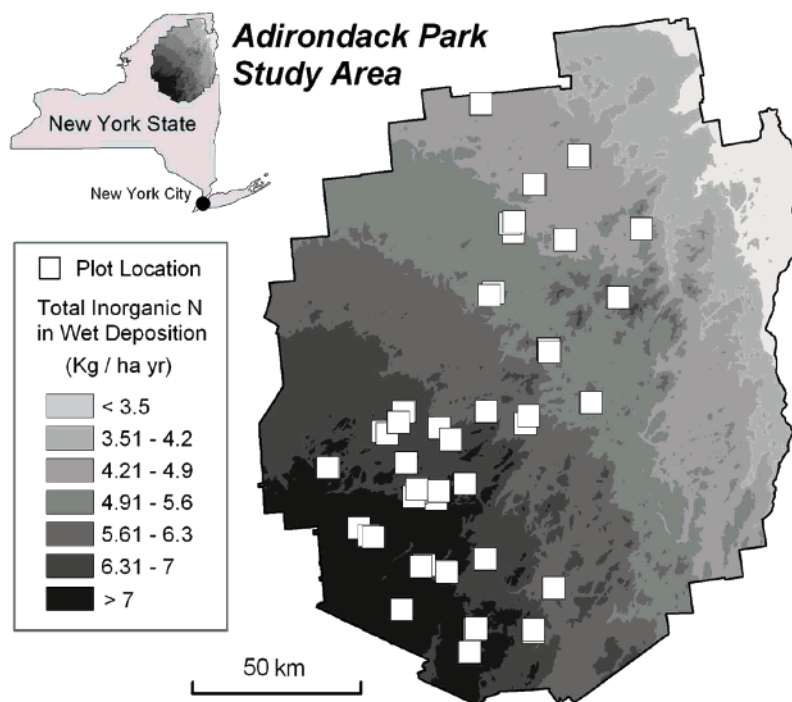 Adirondack Park
Study Area
New York State
New York City
Plot Location
Total Inorganic N
in Wet Deposition
(Kg / ha yr)
< 3.5
3.51 - 4.2
4.21 - 4.9
4.91 - 5.6
5.61 - 6.3
6.31 - 7
> 7
50 km